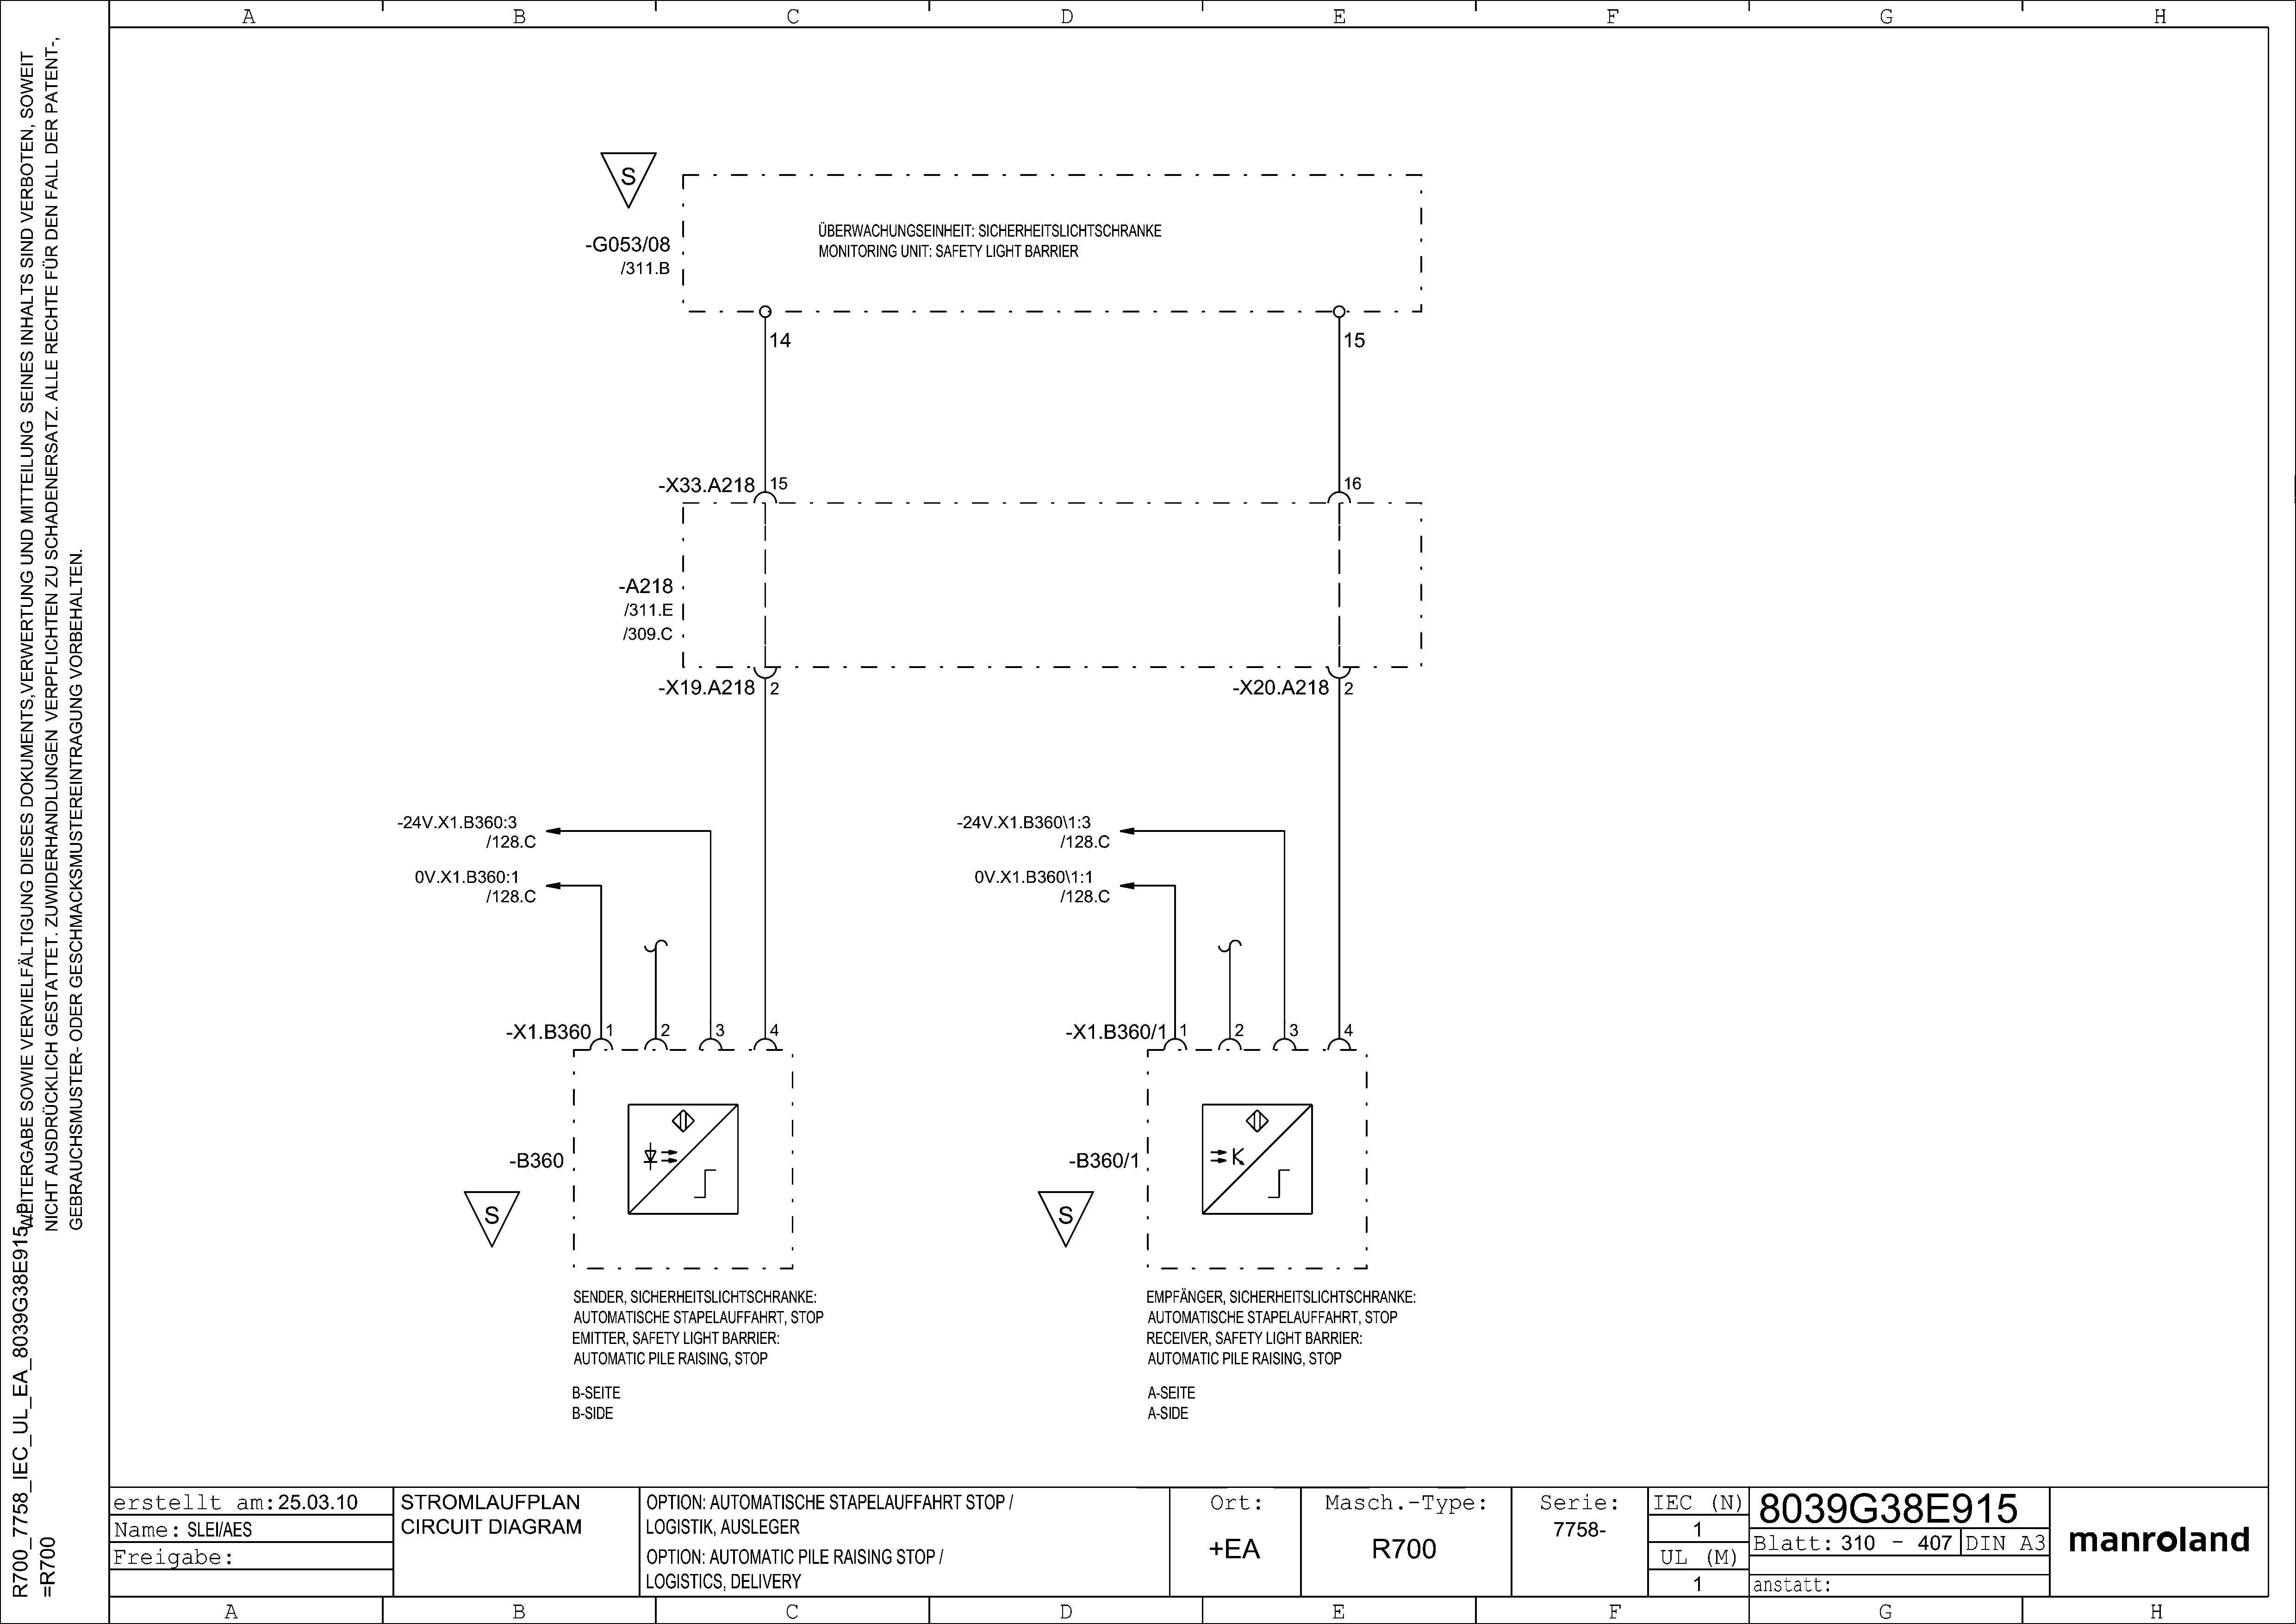 A B C D E F G H
WEITERGABE SOWIE VERVIELFÄLTIGUNG DIESES DOKUMENTS,VERWERTUNG UND MITTEILUNG SEINES INHALTS SIND VERBOTEN, SOWEIT
NICHT AUSDRÜCKLICH GESTATTET. ZUWIDERHANDLUNGEN VERPFLICHTEN ZU SCHADENERSATZ. ALLE RECHTE FÜR DEN FALL DER PATENT-,
GEBRAUCHSMUSTER- ODER GESCHMACKSMUSTEREINTRAGUNG VORBEHALTEN.
=R700
S
-G053/08
/311.B
ÜBERWACHUNGSEINHEIT: SICHERHEITSLICHTSCHRANKE
MONITORING UNIT: SAFETY LIGHT BARRIER
14 15
-X33.A218 15 16
-A218
/311.E
/309.C
-X19.A218 2 -X20.A218 2
-24V.X1.B360:3 -24V.X1.B360\1:3
/128.C /128.C
0V.X1.B360:1 0V.X1.B360\1:1
/128.C /128.C
-X1.B360 1 2 3 4 -X1.B360/1 1 2 3 4
-B360 -B360/1
S S
SENDER, SICHERHEITSLICHTSCHRANKE:
AUTOMATISCHE STAPELAUFFAHRT, STOP
EMITTER, SAFETY LIGHT BARRIER:
AUTOMATIC PILE RAISING, STOP
B-SEITE
B-SIDE
EMPFÄNGER, SICHERHEITSLICHTSCHRANKE:
AUTOMATISCHE STAPELAUFFAHRT, STOP
RECEIVER, SAFETY LIGHT BARRIER:
AUTOMATIC PILE RAISING, STOP
A-SEITE
A-SIDE
erstellt am: 25.03.10
Name: SLEI/AES
Freigabe:
STROMLAUFPLAN
CIRCUIT DIAGRAM
OPTION: AUTOMATISCHE STAPELAUFFAHRT STOP /
LOGISTIK, AUSLEGER
OPTION: AUTOMATIC PILE RAISING STOP /
LOGISTICS, DELIVERY
Ort:
+EA
Masch.-Type:
R700
Serie:
7758-
IEC (N)
1
UL (M)
1
8039G38E915
Blatt: 310 - 407 DIN A3
anstatt:
manroland
A B C D E F G H